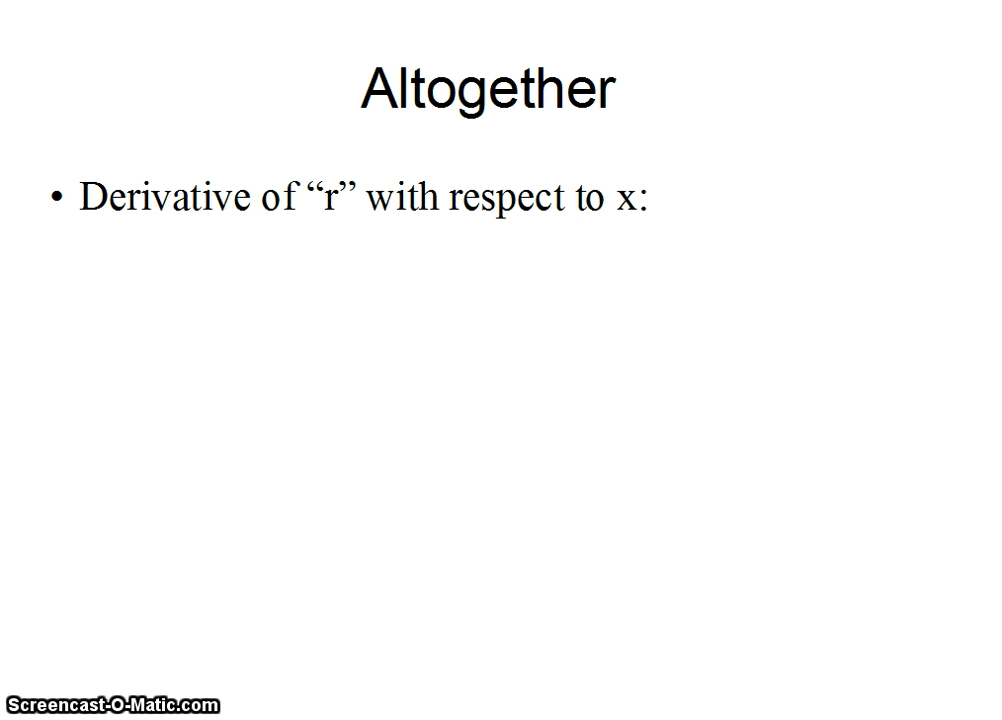 Altogether
• Derivative of “r” with respect to x:
Screencast-O-Matic.com